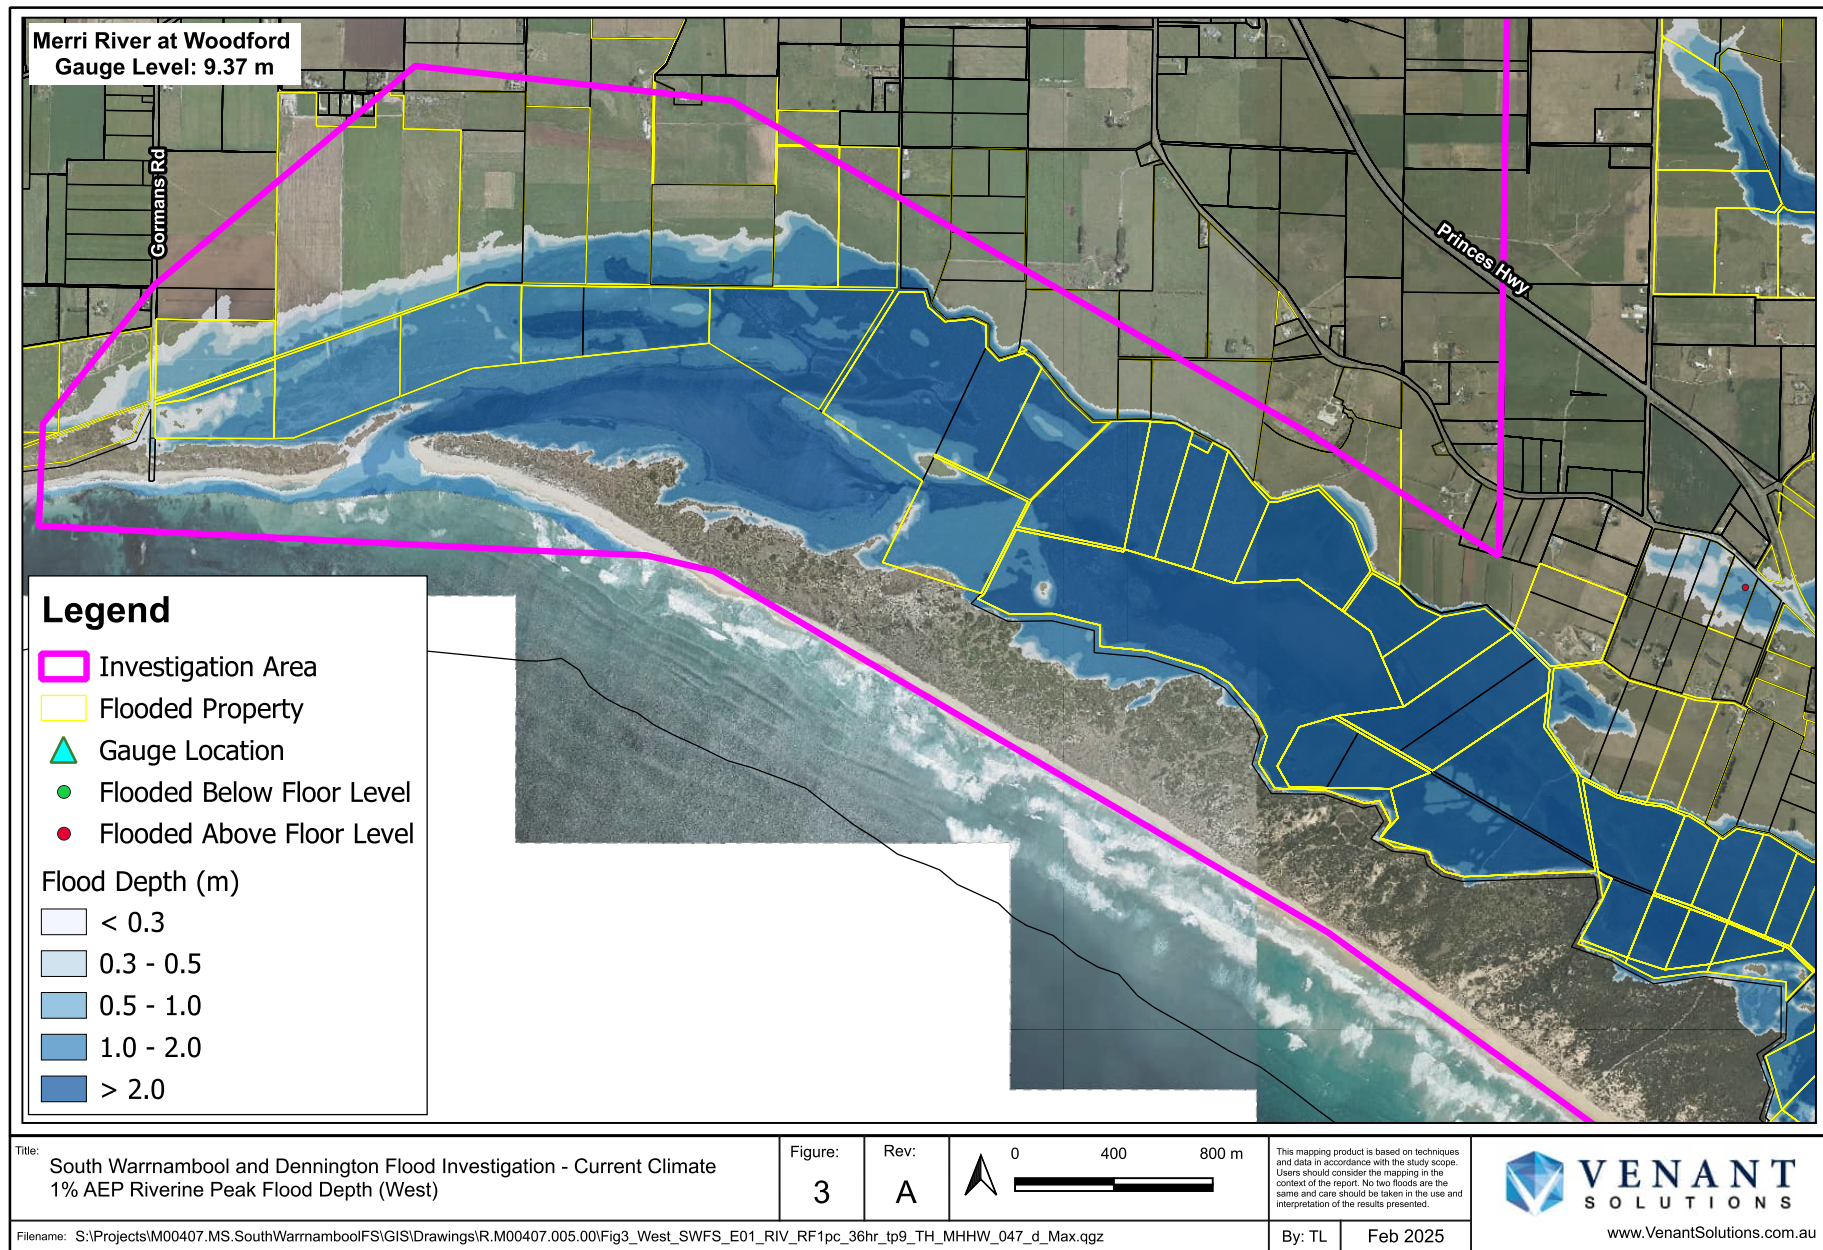 Merri River at Woodford
Gauge Level: 9.37 m
Gormans Rd
Princes Hwy
Legend
Investigation Area
Flooded Property
Gauge Location
Flooded Below Floor Level
Flooded Above Floor Level
Flood Depth (m)
< 0.3
0.3 - 0.5
0.5 - 1.0
1.0 - 2.0
> 2.0
Title:
South Warrnambool and Dennington Flood Investigation - Current Climate
1% AEP Riverine Peak Flood Depth (West)
Figure:
3
Rev:
A
0 400 800 m
This mapping product is based on techniques
and data in accordance with the study scope.
Users should consider the mapping in the
context of the report. No two floods are the
same and care should be taken in the use and
interpretation of the results presented.
VENANT
SOLUTIONS
www.VenantSolutions.com.au
Filename: S:\Projects\M00407.MS.SouthWarrnamboolFS\GIS\Drawings\R.M00407.005.00\Fig3_West_SWFS_E01_RIV_RF1pc_36hr_tp9_TH_MHHW_047_d_Max.qgz
By: TL
Feb 2025